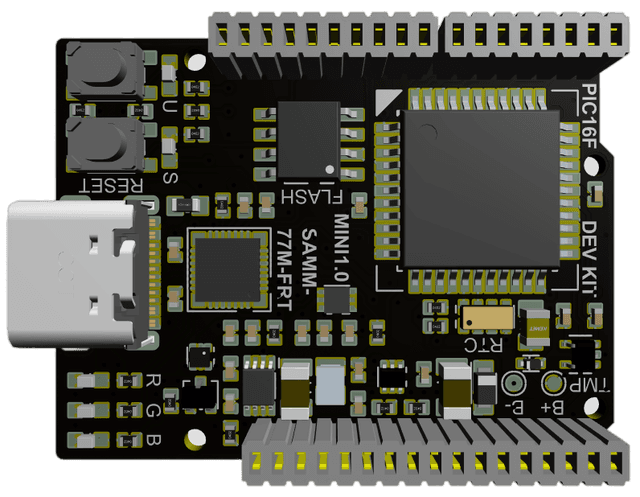 PIC16F
DEV KIT
U
RESET
S
FLASH
MINI1.0
SAMM-
77M-FRT
RTC
TMP
R
G
B
E-
B+